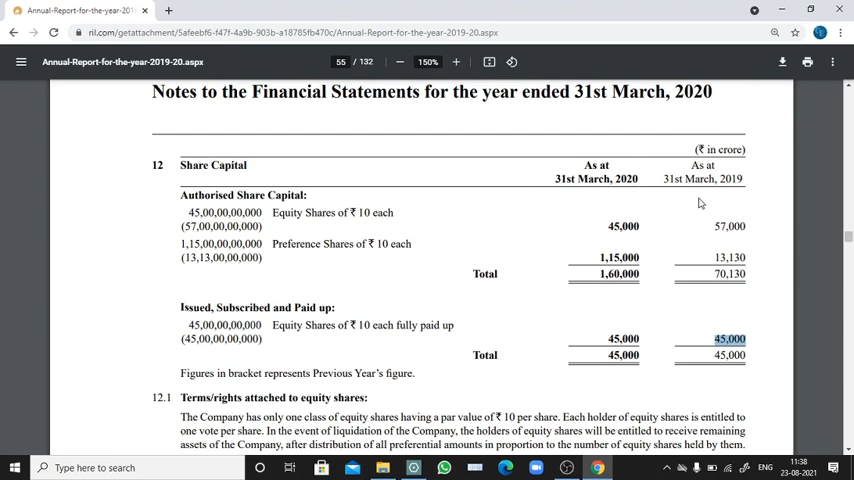 Annual-Report-for-the-year-2019-20.aspx
ril.com/getattachment/5afeebf6-f47f-4a9b-903b-a18785fb470c/Annual-Report-for-the-year-2019-20.aspx
Annual-Report-for-the-year-2019-20.aspx 55 / 132 150%
Notes to the Financial Statements for the year ended 31st March, 2020
(₹ in crore)
12 Share Capital As at As at
31st March, 2020 31st March, 2019
Authorised Share Capital:
45,00,00,00,000 Equity Shares of ₹ 10 each
(57,00,00,00,000) 45,000 57,000
1,15,00,00,00,000 Preference Shares of ₹ 10 each
(13,13,00,00,000) 1,15,000 13,130
Total 1,60,000 70,130
Issued, Subscribed and Paid up:
45,00,00,00,000 Equity Shares of ₹ 10 each fully paid up
(45,00,00,00,000) 45,000 45,000
Total 45,000 45,000
Figures in bracket represents Previous Year's figure.
12.1 Terms/rights attached to equity shares:
The Company has only one class of equity shares having a par value of ₹ 10 per share. Each holder of equity shares is entitled to
one vote per share. In the event of liquidation of the Company, the holders of equity shares will be entitled to receive remaining
assets of the Company, after distribution of all preferential amounts in proportion to the number of equity shares held by them.
Type here to search
ENG
11:38
23-08-2021